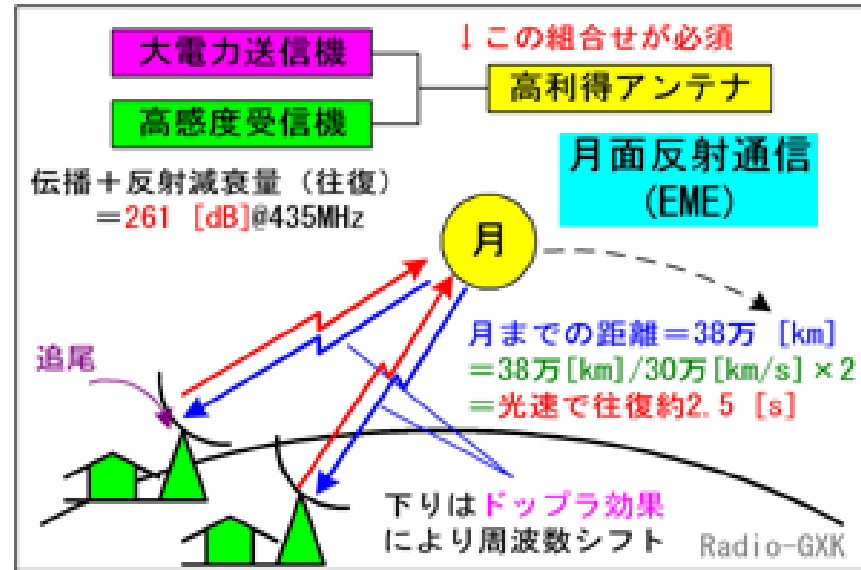 大電力送信機
↓この組合せが必須
高利得アンテナ
高感度受信機
伝播＋反射減衰量（往復）
＝261 [dB]@435MHz
月面反射通信
(EME)
月
追尾
月までの距離＝38万 [km]
＝38万[km]/30万[km/s]×2
＝光速で往復約2.5 [s]
下りはドップラ効果
により周波数シフト
Radio-GXK